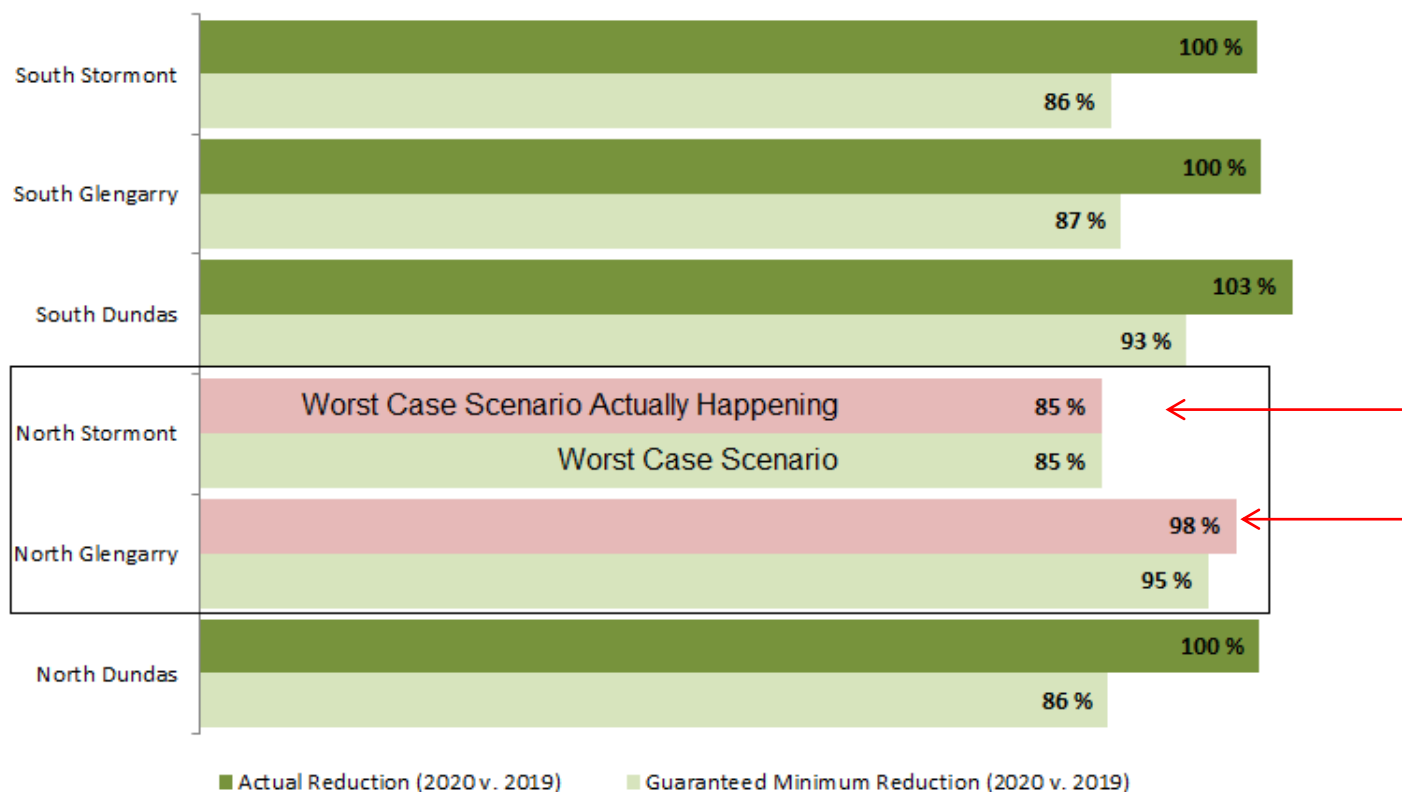 South Stormont
100 %
86 %
South Glengarry
100 %
87 %
South Dundas
103 %
93 %
North Stormont
Worst Case Scenario Actually Happening 85 %
Worst Case Scenario 85 %
North Glengarry
98 %
95 %
North Dundas
100 %
86 %
Actual Reduction (2020 v. 2019) Guaranteed Minimum Reduction (2020 v. 2019)